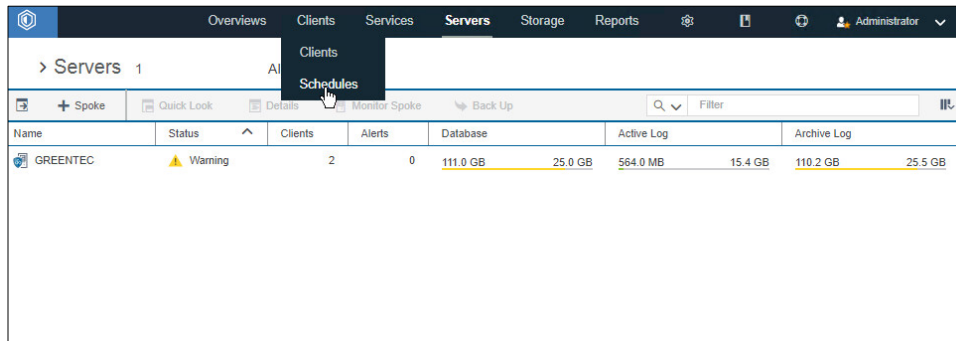 Overviews Clients Services Servers Storage Reports Administrator
Clients
Servers 1 Al
Schedules
+ Spoke Quick Look Details Monitor Spoke Back Up Filter
Name Status Clients Alerts Database Active Log Archive Log
GREENTEC Warning 2 0 111.0 GB 25.0 GB 564.0 MB 15.4 GB 110.2 GB 25.5 GB